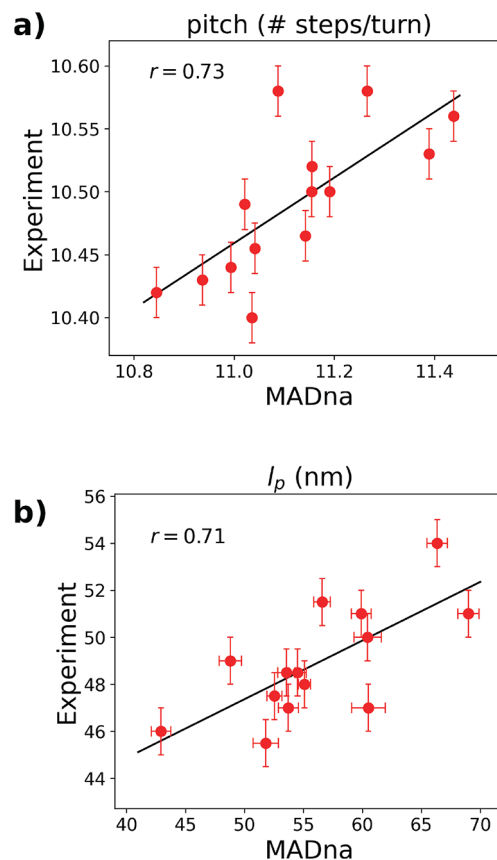 a)
pitch (# steps/turn)
r = 0.73
10.60
10.55
10.50
10.45
10.40
Experiment
10.8 11.0 11.2 11.4
MADna
b)
lp (nm)
r = 0.71
56
54
52
50
48
46
44
Experiment
40 45 50 55 60 65 70
MADna